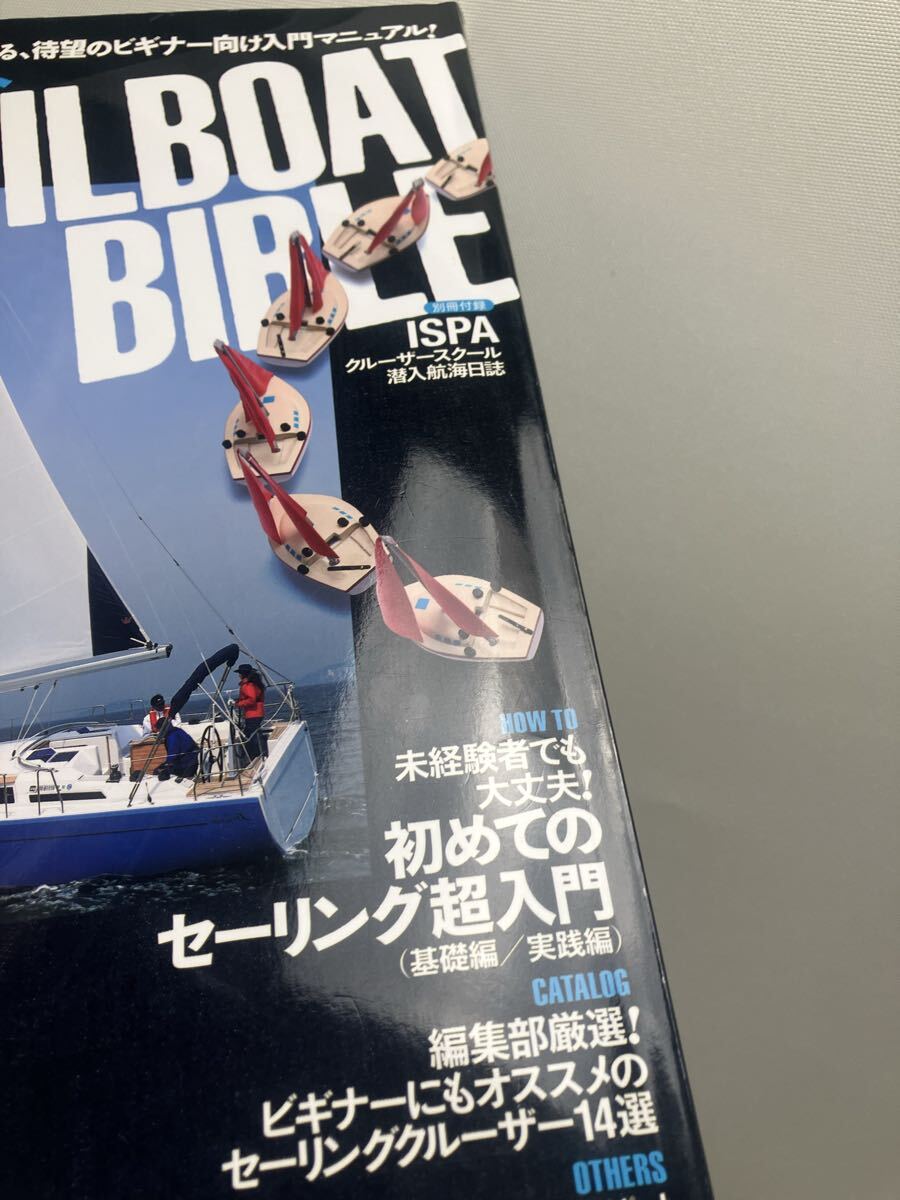 る、待望のビギナー向け入門マニュアル!
ILBOAT
BIBLE
別冊付録
ISPA
クルーザースクール
潜入航海日誌
HOW TO
未経験者でも
大丈夫!
初めての
セーリング超入門
(基礎編/実践編)
CATALOG
編集部厳選!
ビギナーにもオススメの
セーリングクルーザー14選
OTHERS